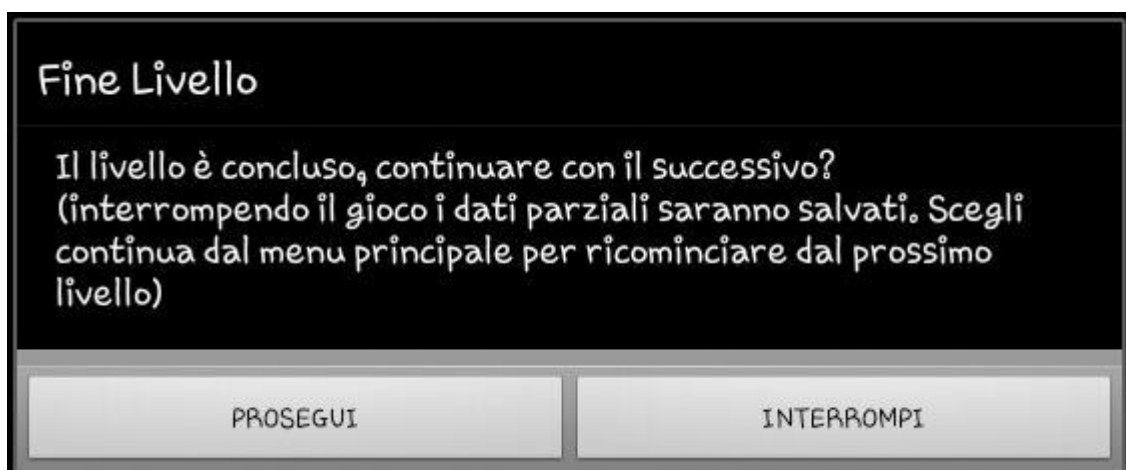 Fine Livello
Il livello è concluso, continuare con il successivo?
(interrompendo il gioco i dati parziali saranno salvati. Scegli
continua dal menu principale per ricominciare dal prossimo
livello)
PROSEGUI
INTERROMPI